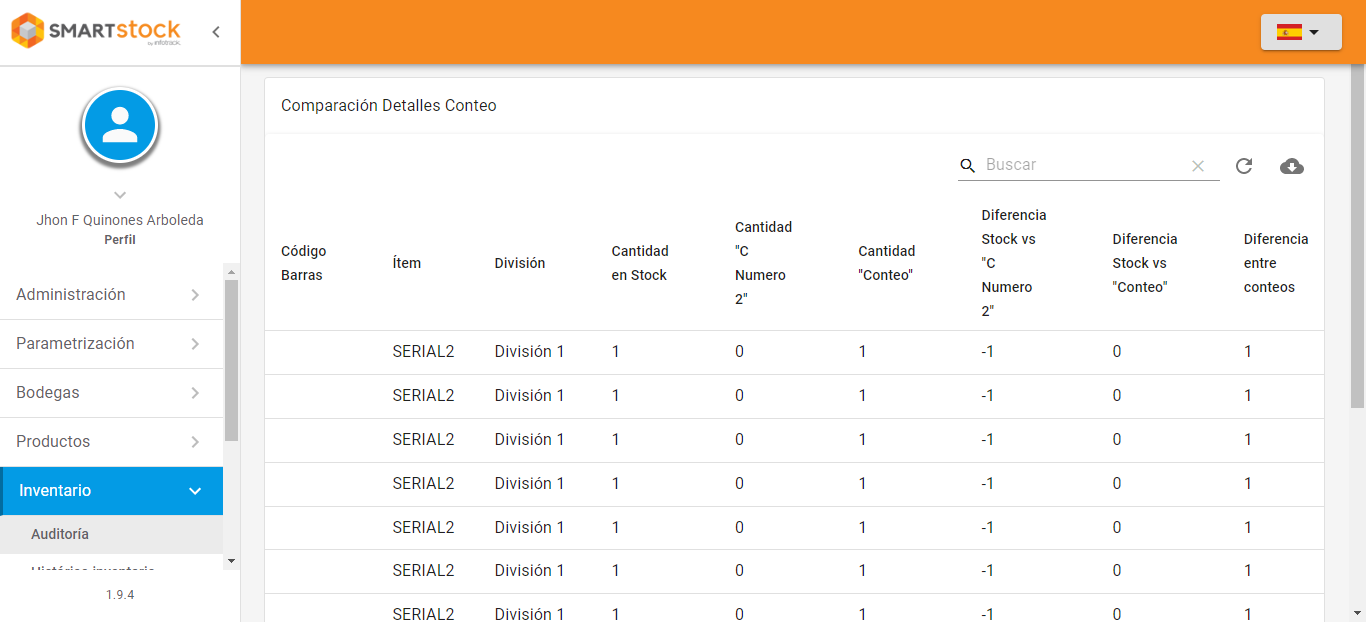 SMARTstock
by infotrack.
Jhon F Quinones Arboleda
Perfil
Administración
Parametrización
Bodegas
Productos
Inventario
Auditoría
Histórico inventario
1.9.4
Comparación Detalles Conteo
Buscar
Código
Barras
Ítem
División
Cantidad
en Stock
Cantidad
"C
Numero
2"
Cantidad
"Conteo"
Diferencia
Stock vs
"C
Numero
2"
Diferencia
Stock vs
"Conteo"
Diferencia
entre
conteos
SERIAL2 División 1 1 0 1 -1 0 1
SERIAL2 División 1 1 0 1 -1 0 1
SERIAL2 División 1 1 0 1 -1 0 1
SERIAL2 División 1 1 0 1 -1 0 1
SERIAL2 División 1 1 0 1 -1 0 1
SERIAL2 División 1 1 0 1 -1 0 1
SERIAL2 División 1 1 0 1 -1 0 1